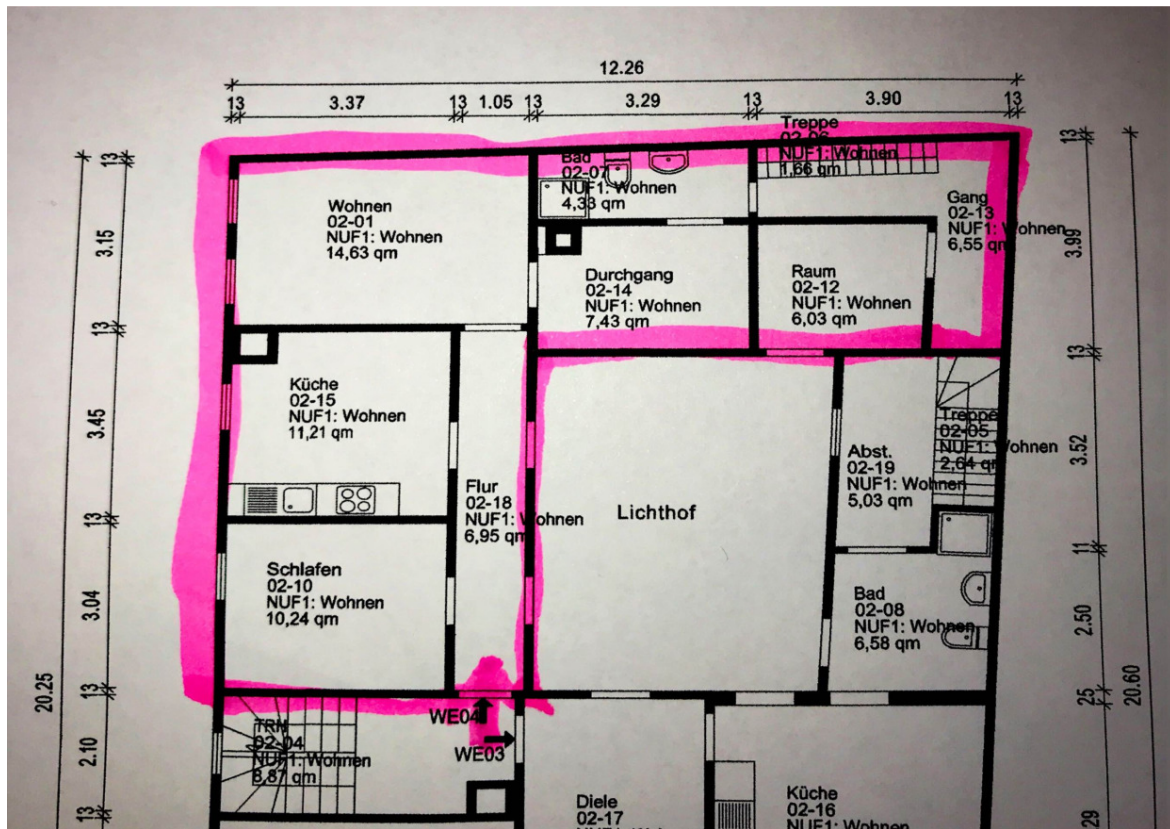 12.26
13
3.37
13
1.05
13
3.29
13
3.90
13
Wohnen
02-01
NUF1: Wohnen
14,63 qm
Bad
02-07
NUF1: Wohnen
4,33 qm
Treppe
02-06
NUF1: Wohnen
1,66 qm
Gang
02-13
NUF1: Wohnen
6,55 qm
Durchgang
02-14
NUF1: Wohnen
7,43 qm
Raum
02-12
NUF1: Wohnen
6,03 qm
Küche
02-15
NUF1: Wohnen
11,21 qm
Flur
02-18
NUF1: Wohnen
6,95 qm
Lichthof
Abst.
02-19
NUF1: Wohnen
5,03 qm
Treppe
02-05
NUF1: Wohnen
2,64 qm
Schlafen
02-10
NUF1: Wohnen
10,24 qm
Bad
02-08
NUF1: Wohnen
6,58 qm
WE04
WE03
TRH
02-04
NUF1: Wohnen
8,87 qm
Diele
02-17
Küche
02-16
NUF1: Wohnen
13
3.15
13
3.45
13
3.04
13
2.10
13
20.25
13
3.99
13
3.52
11
2.50
25
29
20.60